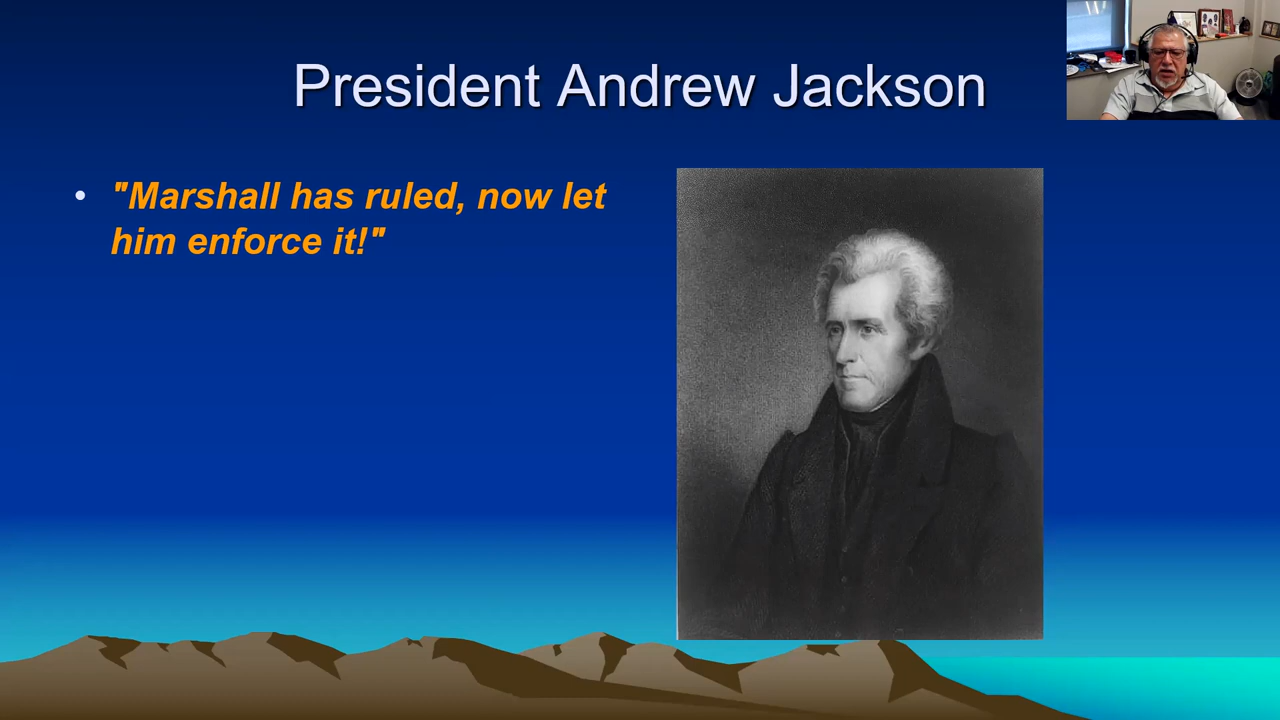 President Andrew Jackson
• "Marshall has ruled, now let
him enforce it!"